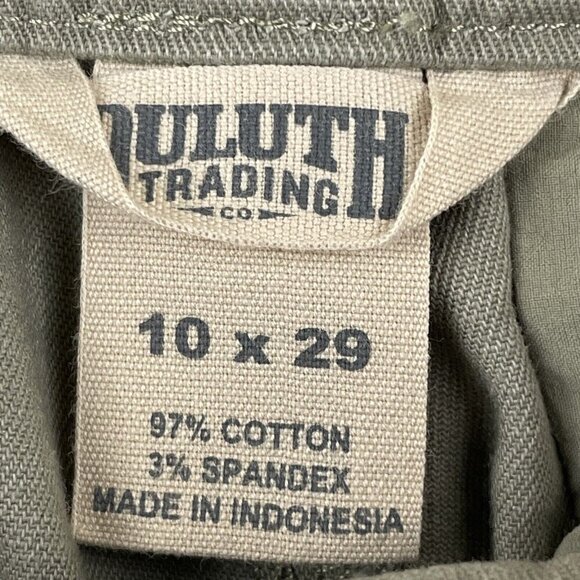 DULUTH
TRADING
CO
10 x 29
97% COTTON
3% SPANDEX
MADE IN INDONESIA